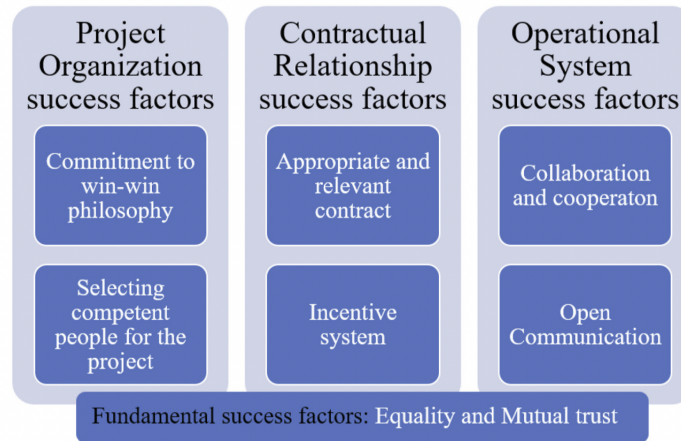 Project
Organization
success factors
Commitment to
win-win
philosophy
Selecting
competent
people for the
project
Contractual
Relationship
success factors
Appropriate and
relevant
contract
Incentive
system
Operational
System
success factors
Collaboration
and cooperaton
Open
Communication
Fundamental success factors: Equality and Mutual trust